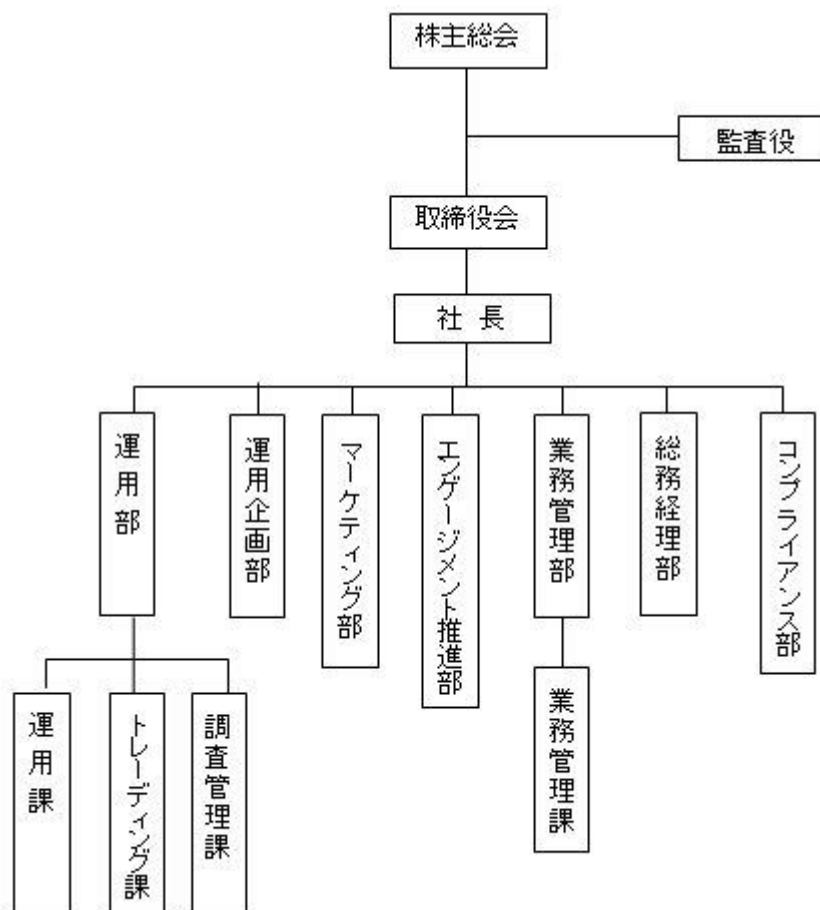 株主総会
監査役
取締役会
社 長
運用部
運用企画部
マーケティング部
エンゲージメント推進部
業務管理部
総務経理部
コンプライアンス部
運用課
トレーディング課
調査管理課
業務管理課